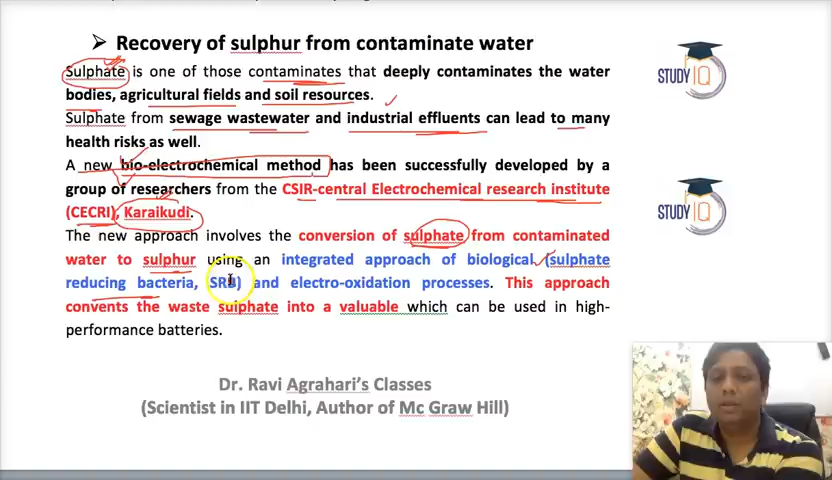 ➤ Recovery of sulphur from contaminate water
Sulphate is one of those contaminates that deeply contaminates the water
bodies, agricultural fields and soil resources.
Sulphate from sewage wastewater and industrial effluents can lead to many
health risks as well.
A new bio-electrochemical method has been successfully developed by a
group of researchers from the CSIR-central Electrochemical research institute
(CECRI), Karaikudi.
The new approach involves the conversion of sulphate from contaminated
water to sulphur using an integrated approach of biological (sulphate
reducing bacteria, SRB) and electro-oxidation processes. This approach
convents the waste sulphate into a valuable which can be used in high-
performance batteries.
Dr. Ravi Agrahari's Classes
(Scientist in IIT Delhi, Author of Mc Graw Hill)
STUDY IQ
STUDY IQ